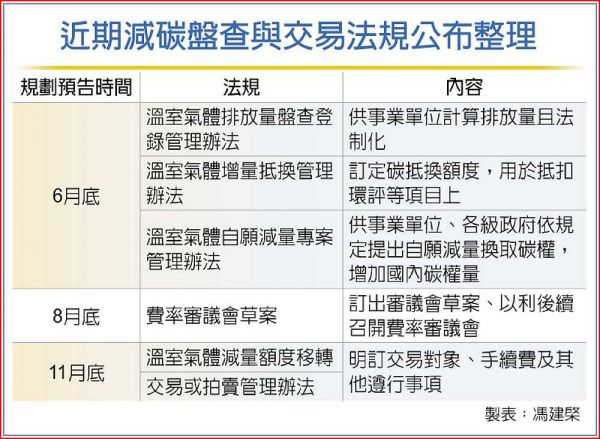 近期減碳盤查與交易法規公布整理
規劃預告時間 法規 內容
6月底
溫室氣體排放量盤查登
錄管理辦法
供事業單位計算排放量且法
制化
溫室氣體增量抵換管理
辦法
訂定碳抵換額度，用於抵扣
環評等項目上
溫室氣體自願減量專案
管理辦法
供事業單位、各級政府依規
定提出自願減量換取碳權，
增加國內碳權量
8月底
費率審議會草案
訂出審議會草案、以利後續
召開費率審議會
11月底
溫室氣體減量額度移轉
交易或拍賣管理辦法
明訂交易對象、手續費及其
他遵行事項
製表：馮建棨